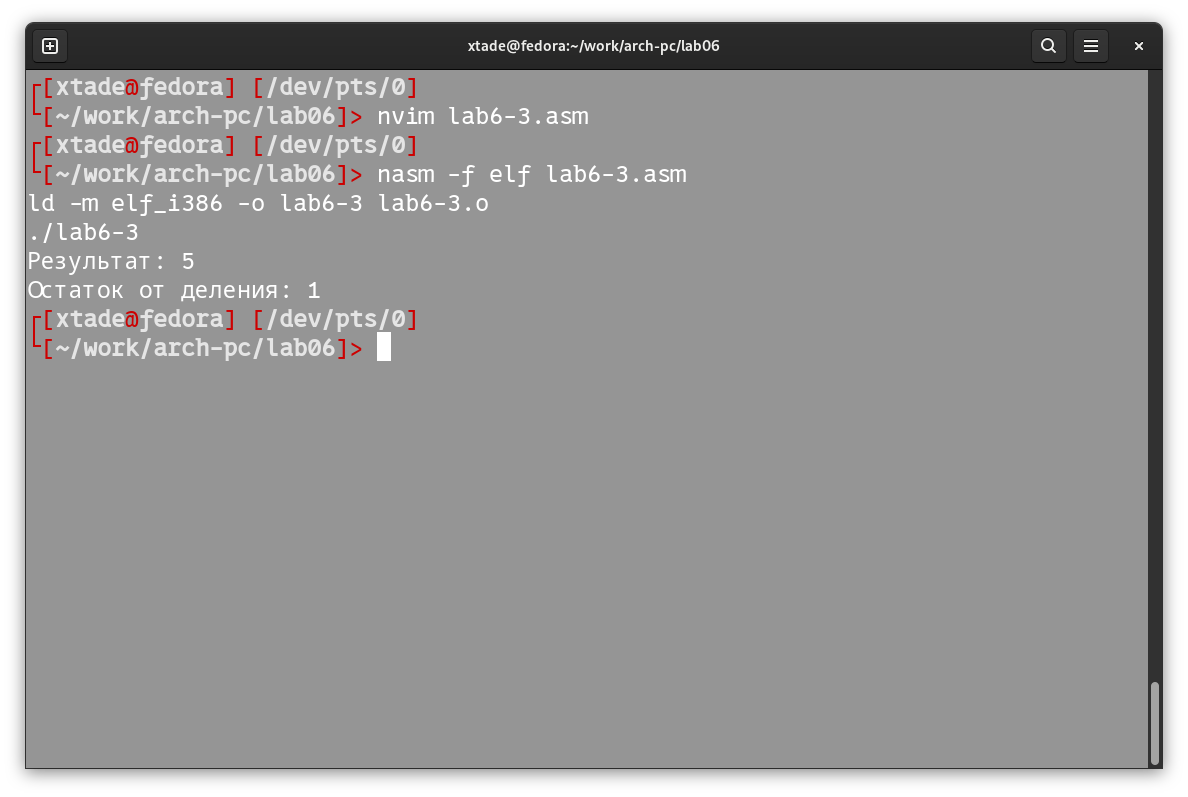 xtade@fedora:~/work/arch-pc/lab06
[xtade@fedora] [/dev/pts/0]
[~/work/arch-pc/lab06]> nvim lab6-3.asm
[xtade@fedora] [/dev/pts/0]
[~/work/arch-pc/lab06]> nasm -f elf lab6-3.asm
ld -m elf_i386 -o lab6-3 lab6-3.o
./lab6-3
Результат: 5
Остаток от деления: 1
[xtade@fedora] [/dev/pts/0]
[~/work/arch-pc/lab06]>